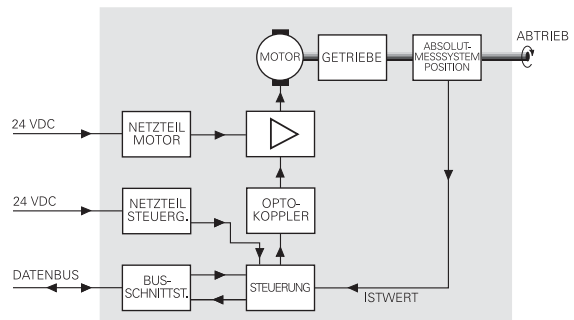 ABTRIEB
MOTOR
GETRIEBE
ABSOLUT-
MESSSYSTEM
POSITION
24 VDC
NETZTEIL
MOTOR
24 VDC
NETZTEIL
STEUERG.
OPTO-
KOPPLER
DATENBUS
BUS-
SCHNITTST.
STEUERUNG
ISTWERT